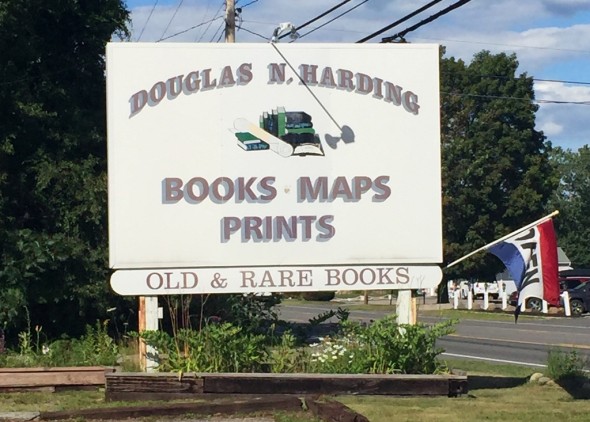 DOUGLAS N. HARDING
BOOKS · MAPS
PRINTS
OLD & RARE BOOKS